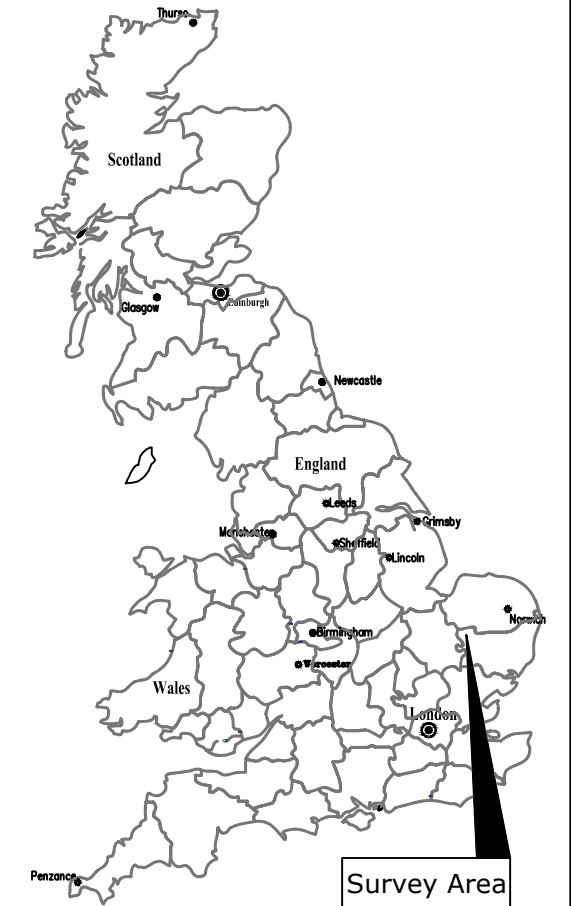 Thurso
Scotland
Edinburgh
Glasgow
Newcastle
England
Leeds
Grimsby
Manchester
Sheffield
Lincoln
Norwich
Birmingham
Worcester
Wales
London
Penzance
Survey Area